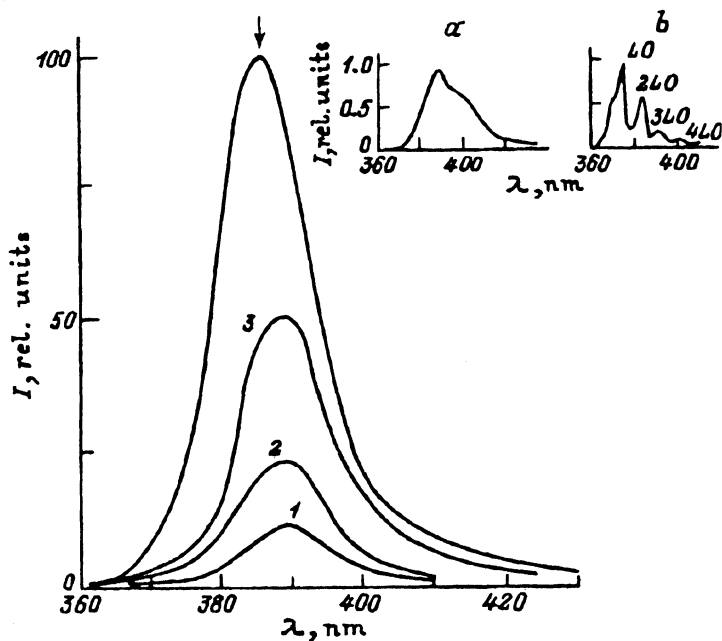 a
b
I, rel. units
1.0
0.5
0
360
400
λ, nm
LO
2LO
3LO
4LO
360
400
I, rel. units
100
50
0
3
2
1
360
380
400
420
λ, nm